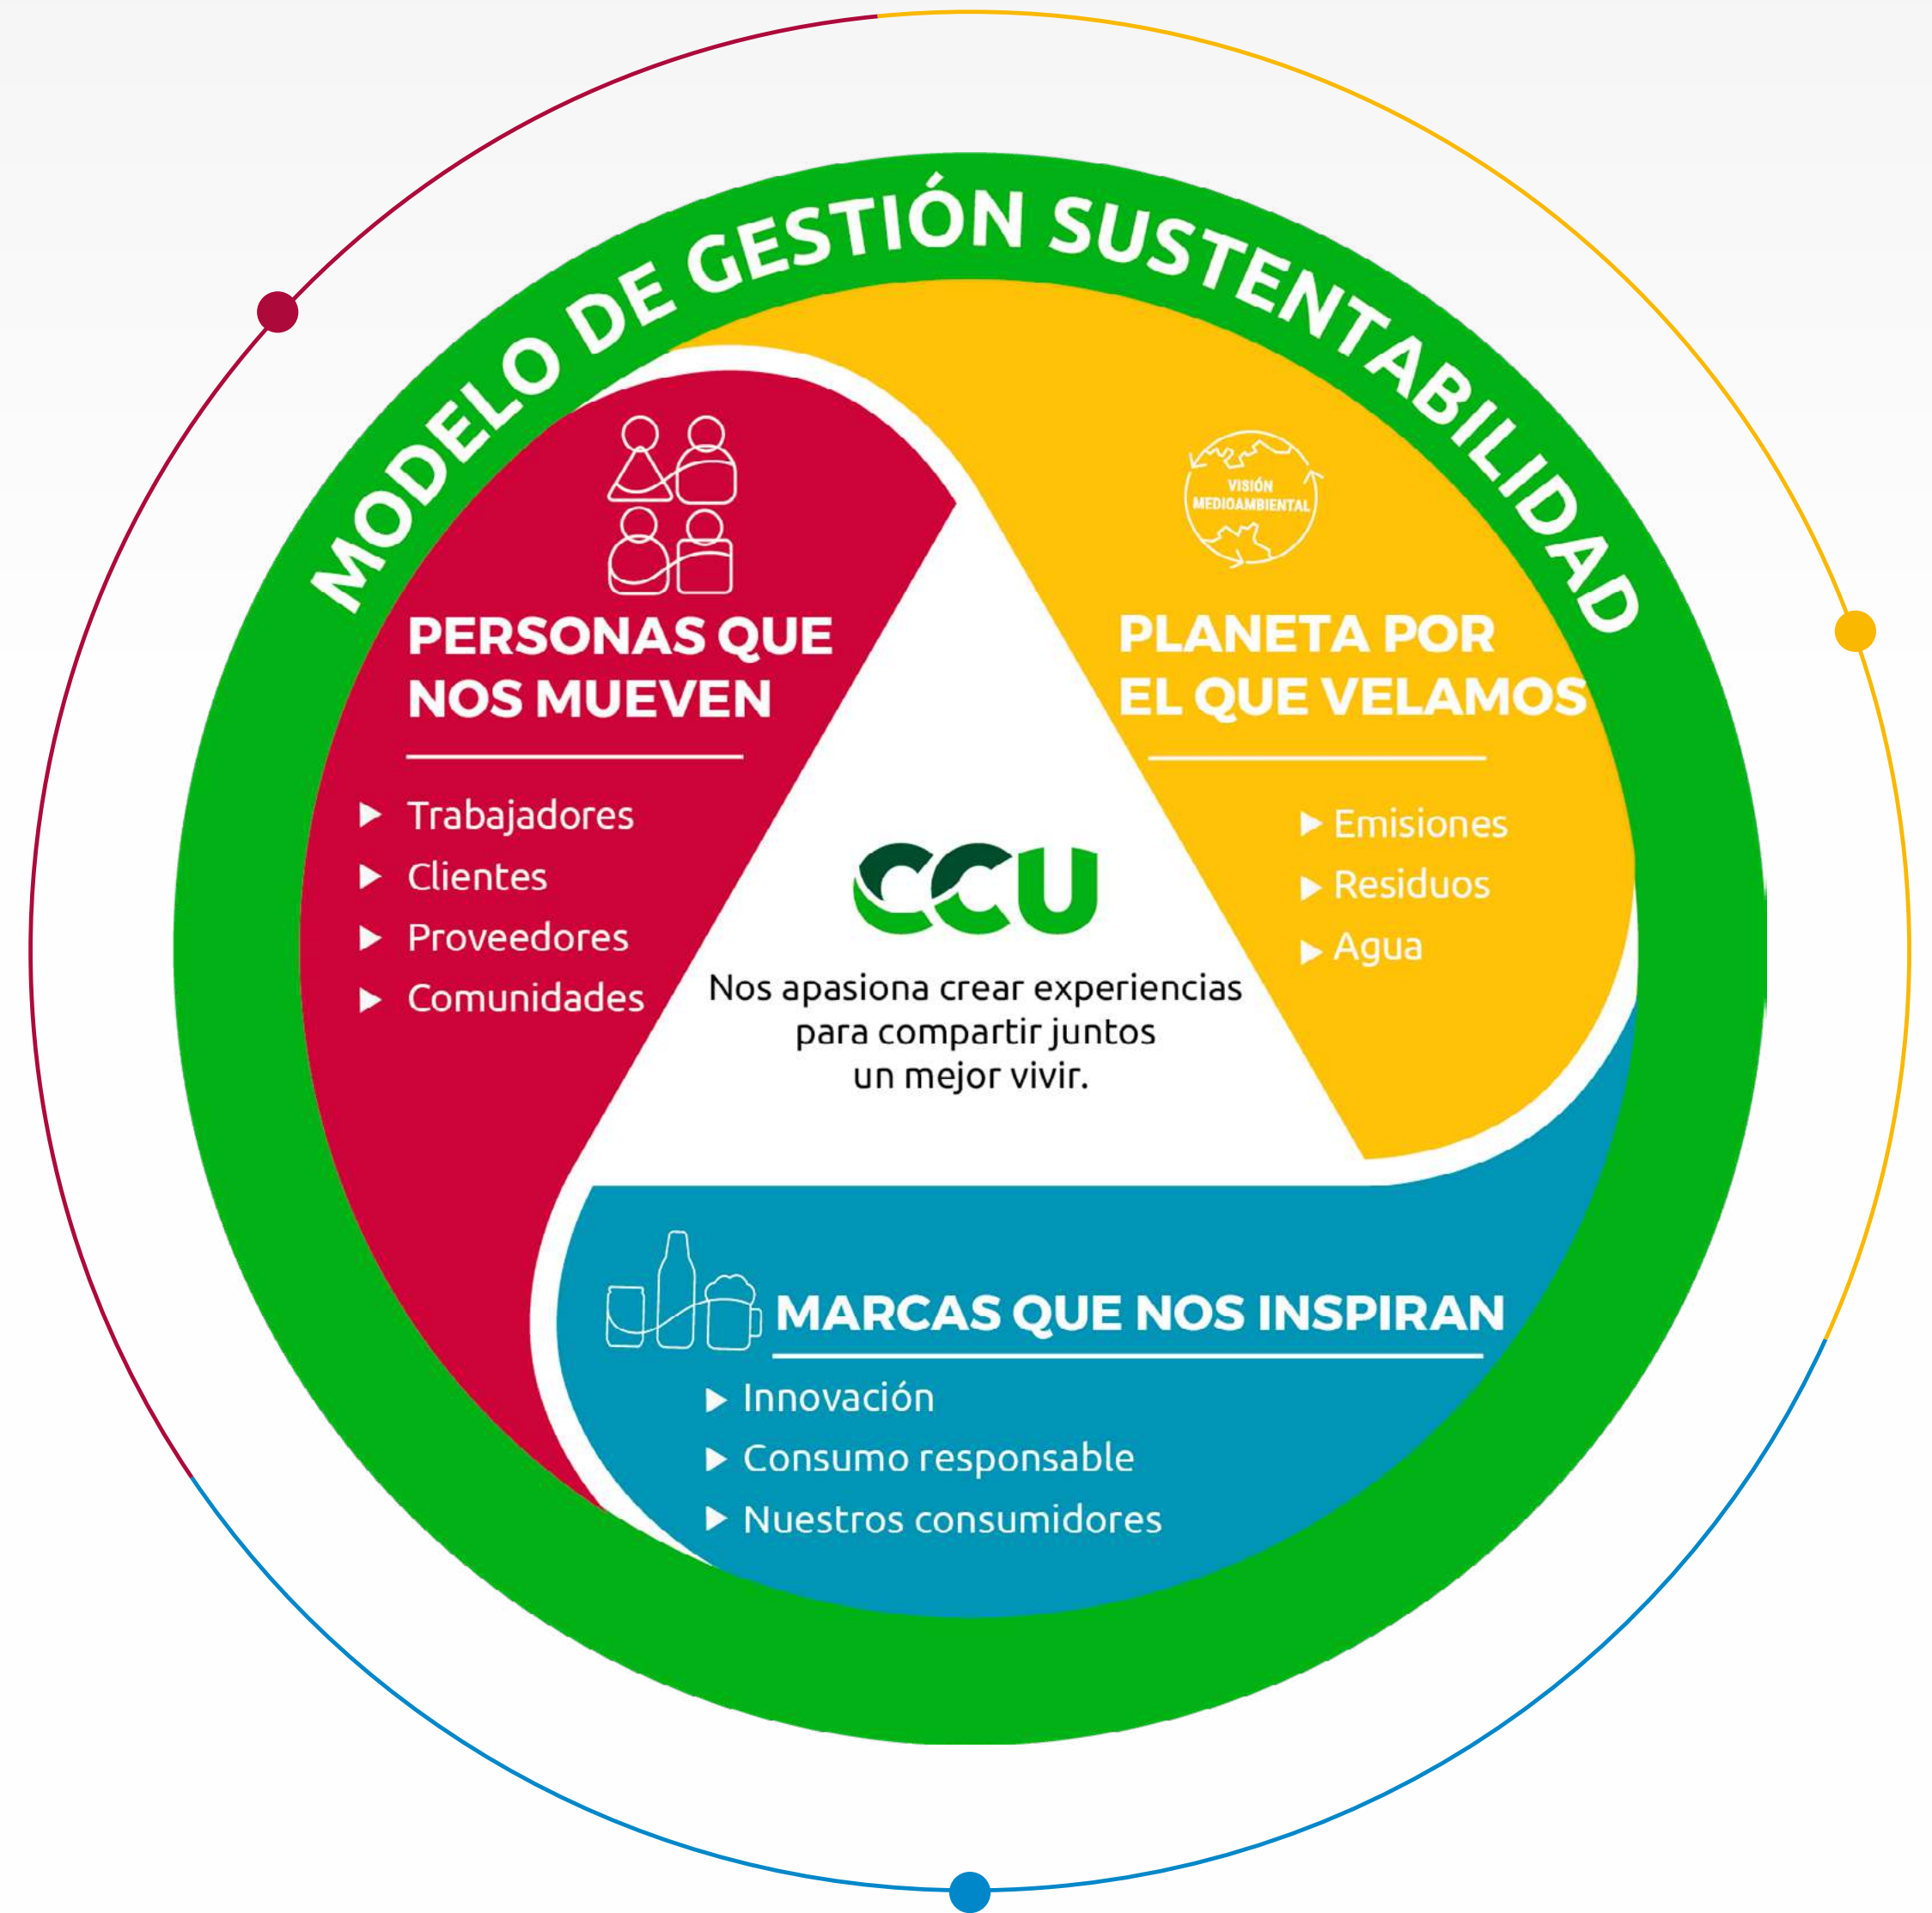 MODELO DE GESTIÓN SUSTENTABILIDAD
PERSONAS QUE
NOS MUEVEN
Trabajadores
Clientes
Proveedores
Comunidades
VISIÓN
MEDIOAMBIENTAL
PLANETA POR
EL QUE VELAMOS
Emisiones
Residuos
Agua
CCU
Nos apasiona crear experiencias
para compartir juntos
un mejor vivir.
MARCAS QUE NOS INSPIRAN
Innovación
Consumo responsable
Nuestros consumidores